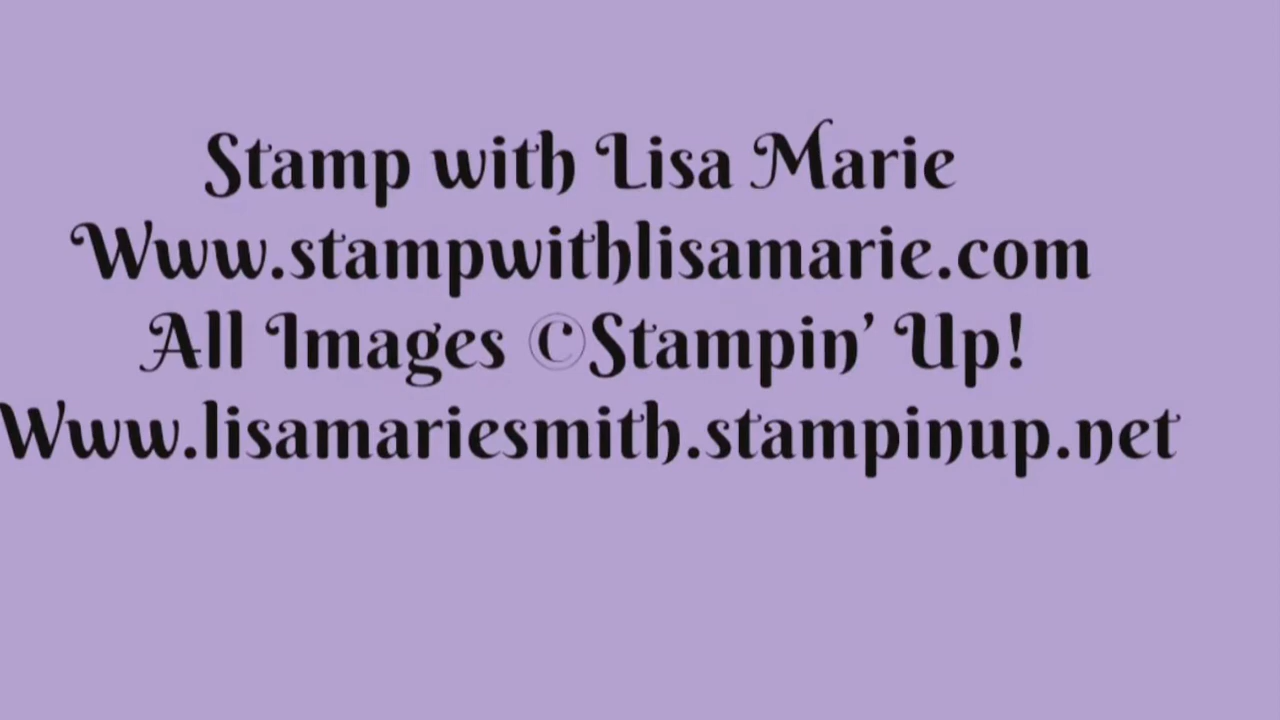 Stamp with Lisa Marie
Www.stampwithlisamarie.com
All Images ©Stampin’ Up!
Www.lisamariesmith.stampinup.net